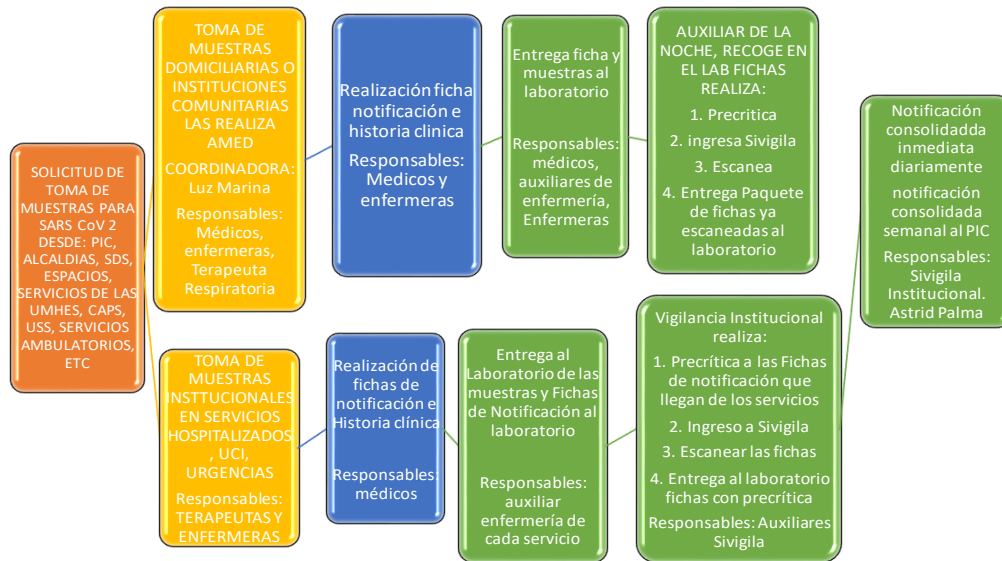 SOLICITUD DE
TOMA DE
MUESTRAS PARA
SARS CoV 2
DESDE: PIC,
ALCALDIAS, SDS,
ESPACIOS,
SERVICIOS DE LAS
UMHES, CAPS,
USS, SERVICIOS
AMBULATORIOS,
ETC
TOMA DE
MUESTRAS
DOMICILIARIAS O
INSTITUCIONES
COMUNITARIAS
LAS REALIZA
AMED
COORDINADORA:
Luz Marina
Responsables:
Médicos,
enfermeras,
Terapeuta
Respiratoria
Realización ficha
notificación e
historia clinica
Responsables:
Medicos y
enfermeras
Entrega ficha y
muestras al
laboratorio
Responsables:
médicos,
auxiliares de
enfermería,
Enfermeras
AUXILIAR DE LA
NOCHE, RECOGE EN
EL LAB FICHAS
REALIZA:
1. Precritica
2. ingresa Sivigila
3. Escanea
4. Entrega Paquete
de fichas ya
escaneadas al
laboratorio
TOMA DE
MUESTRAS
INSTTUCIONALES
EN SERVICIOS
HOSPITALIZADOS
, UCI, URGENCIAS
Responsables:
TERAPEUTAS Y
ENFERMERAS
Realización de
fichas de
notificación e
Historia clínica
Responsables:
médicos
Entrega al
Laboratorio de las
muestras y Fichas
de Notificación al
laboratorio
Responsables:
auxiliar
enfermería de
cada servicio
Vigilancia Institucional
realiza:
1. Precrítica a las Fichas
de notificación que
llegan de los servicios
2. Ingreso a Sivigila
3. Escanear las fichas
4. Entrega al laboratorio
fichas con precrítica
Responsables: Auxiliares
Sivigila
Notificación
consolidadda
inmediata
diariamente
notificación
consolidada
semanal al PIC
Responsables:
Sivigila
Institucional.
Astrid Palma